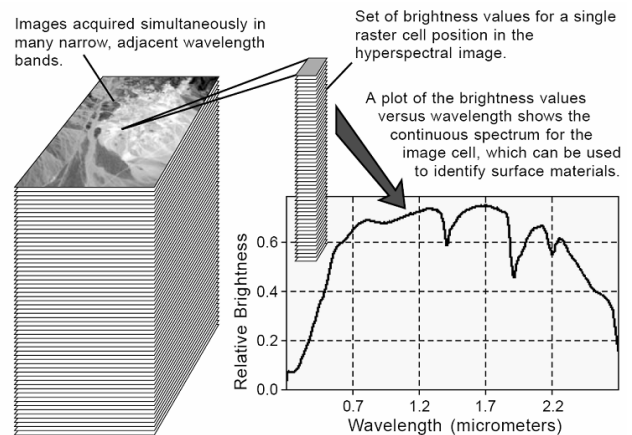 Images acquired simultaneously in
many narrow, adjacent wavelength
bands.
Set of brightness values for a single
raster cell position in the
hyperspectral image.
A plot of the brightness values
versus wavelength shows the
continuous spectrum for the
image cell, which can be used
to identify surface materials.
Relative Brightness
0.6
0.4
0.2
0.0
0.7 1.2 1.7 2.2
Wavelength (micrometers)